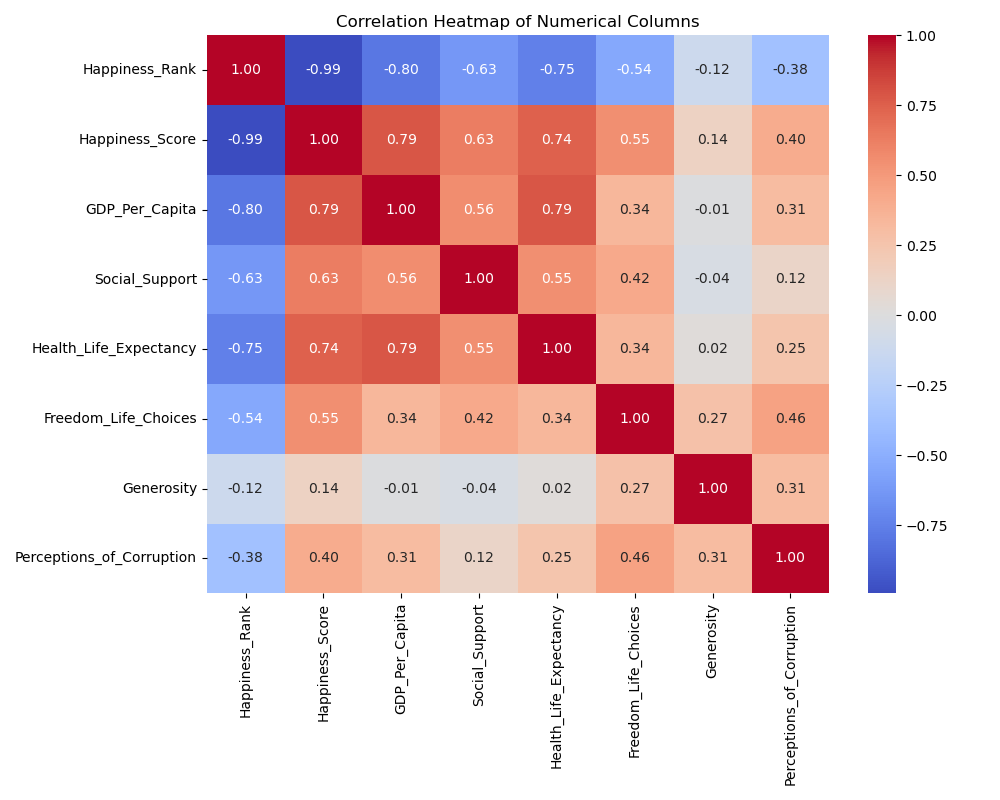 Correlation Heatmap of Numerical Columns
Happiness_Rank 1.00 -0.99 -0.80 -0.63 -0.75 -0.54 -0.12 -0.38
Happiness_Score -0.99 1.00 0.79 0.63 0.74 0.55 0.14 0.40
GDP_Per_Capita -0.80 0.79 1.00 0.56 0.79 0.34 -0.01 0.31
Social_Support -0.63 0.63 0.56 1.00 0.55 0.42 -0.04 0.12
Health_Life_Expectancy -0.75 0.74 0.79 0.55 1.00 0.34 0.02 0.25
Freedom_Life_Choices -0.54 0.55 0.34 0.42 0.34 1.00 0.27 0.46
Generosity -0.12 0.14 -0.01 -0.04 0.02 0.27 1.00 0.31
Perceptions_of_Corruption -0.38 0.40 0.31 0.12 0.25 0.46 0.31 1.00
Happiness_Rank
Happiness_Score
GDP_Per_Capita
Social_Support
Health_Life_Expectancy
Freedom_Life_Choices
Generosity
Perceptions_of_Corruption
1.00
0.75
0.50
0.25
0.00
−0.25
−0.50
−0.75